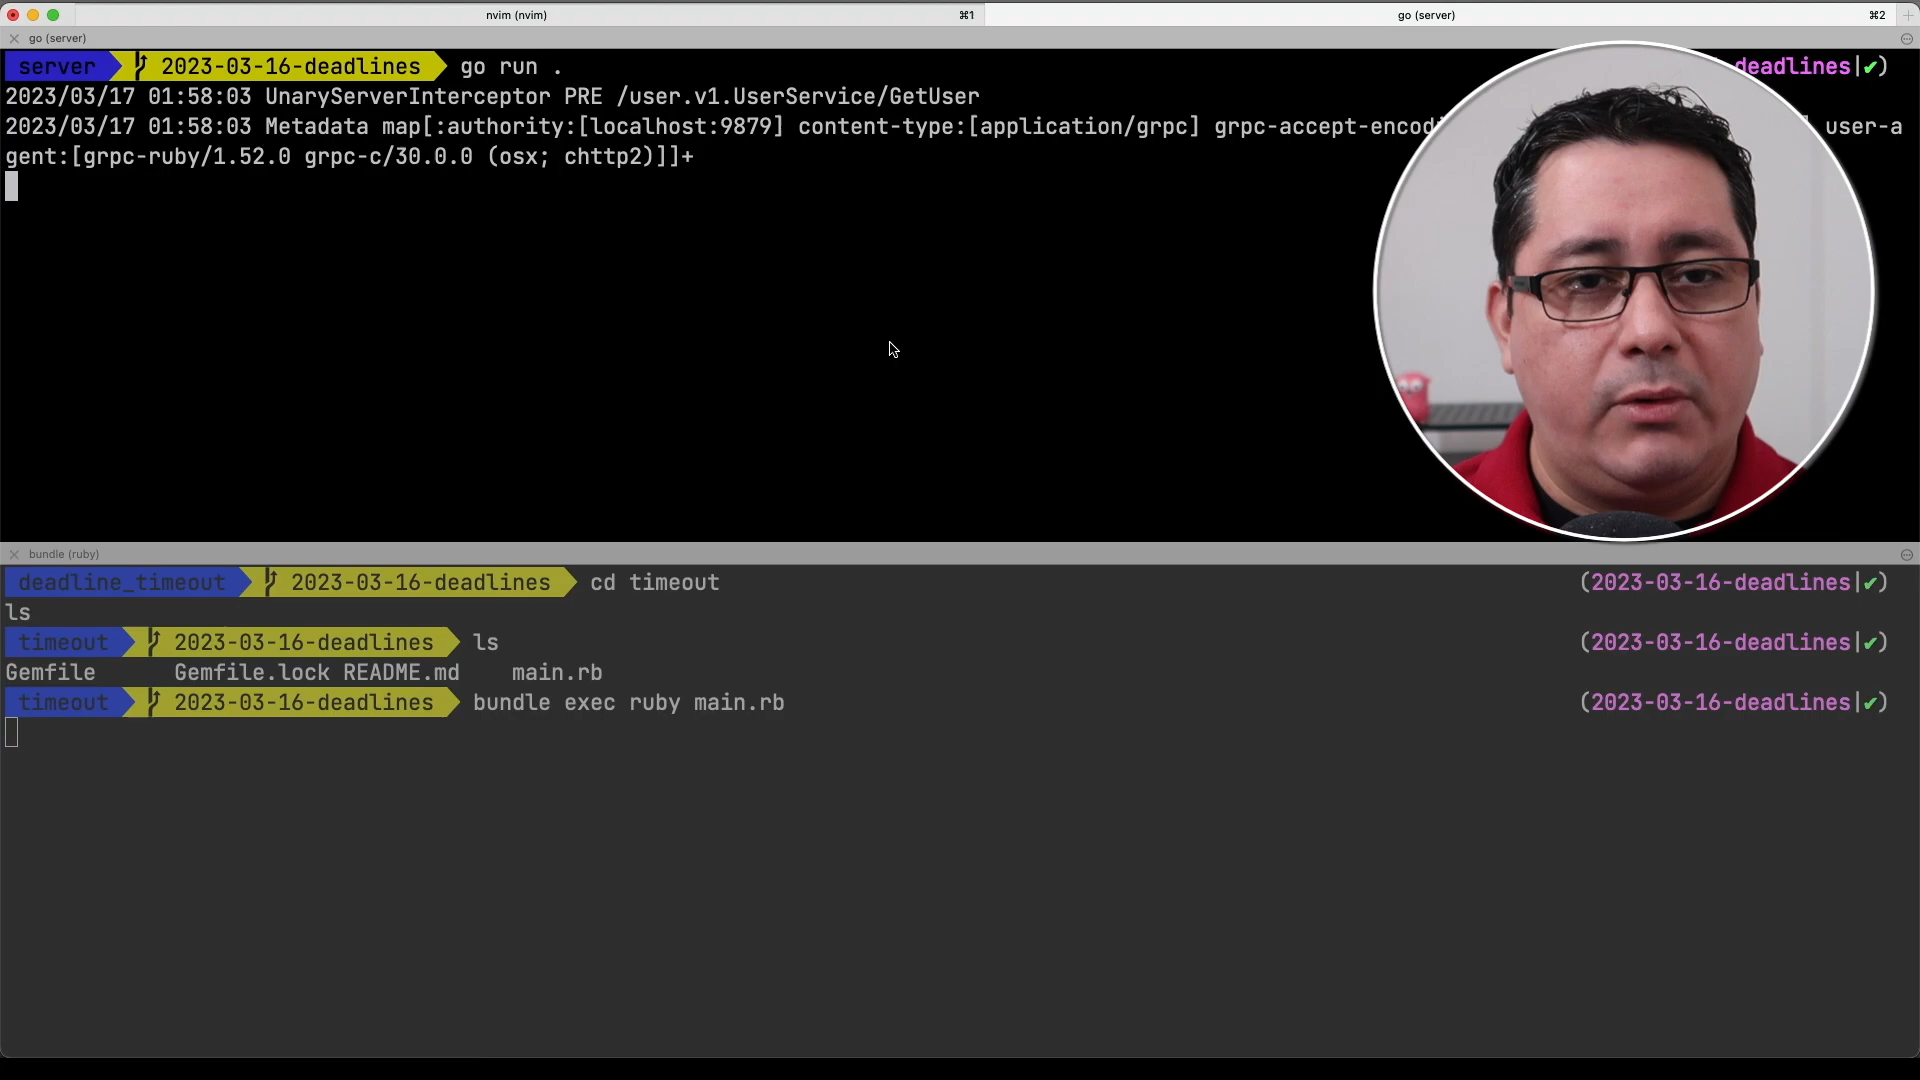 nvim (nvim) ⌘1 go (server) ⌘2
go (server)
server 2023-03-16-deadlines go run . deadlines|✔)
2023/03/17 01:58:03 UnaryServerInterceptor PRE /user.v1.UserService/GetUser
2023/03/17 01:58:03 Metadata map[:authority:[localhost:9879] content-type:[application/grpc] grpc-accept-encodi ] user-a
gent:[grpc-ruby/1.52.0 grpc-c/30.0.0 (osx; chttp2)]]+
bundle (ruby)
deadline_timeout 2023-03-16-deadlines cd timeout (2023-03-16-deadlines|✔)
ls
timeout 2023-03-16-deadlines ls (2023-03-16-deadlines|✔)
Gemfile Gemfile.lock README.md main.rb
timeout 2023-03-16-deadlines bundle exec ruby main.rb (2023-03-16-deadlines|✔)